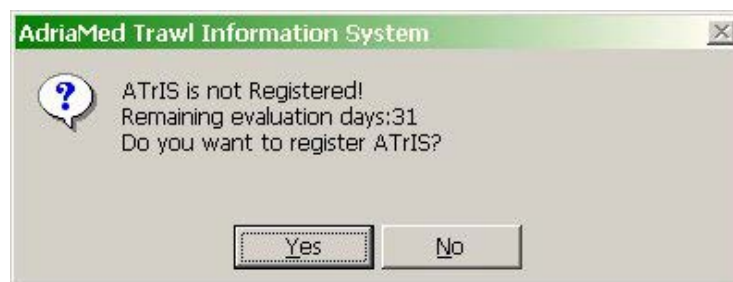 AdriaMed Trawl Information System
ATrIS is not Registered!
Remaining evaluation days:31
Do you want to register ATrIS?
Yes
No